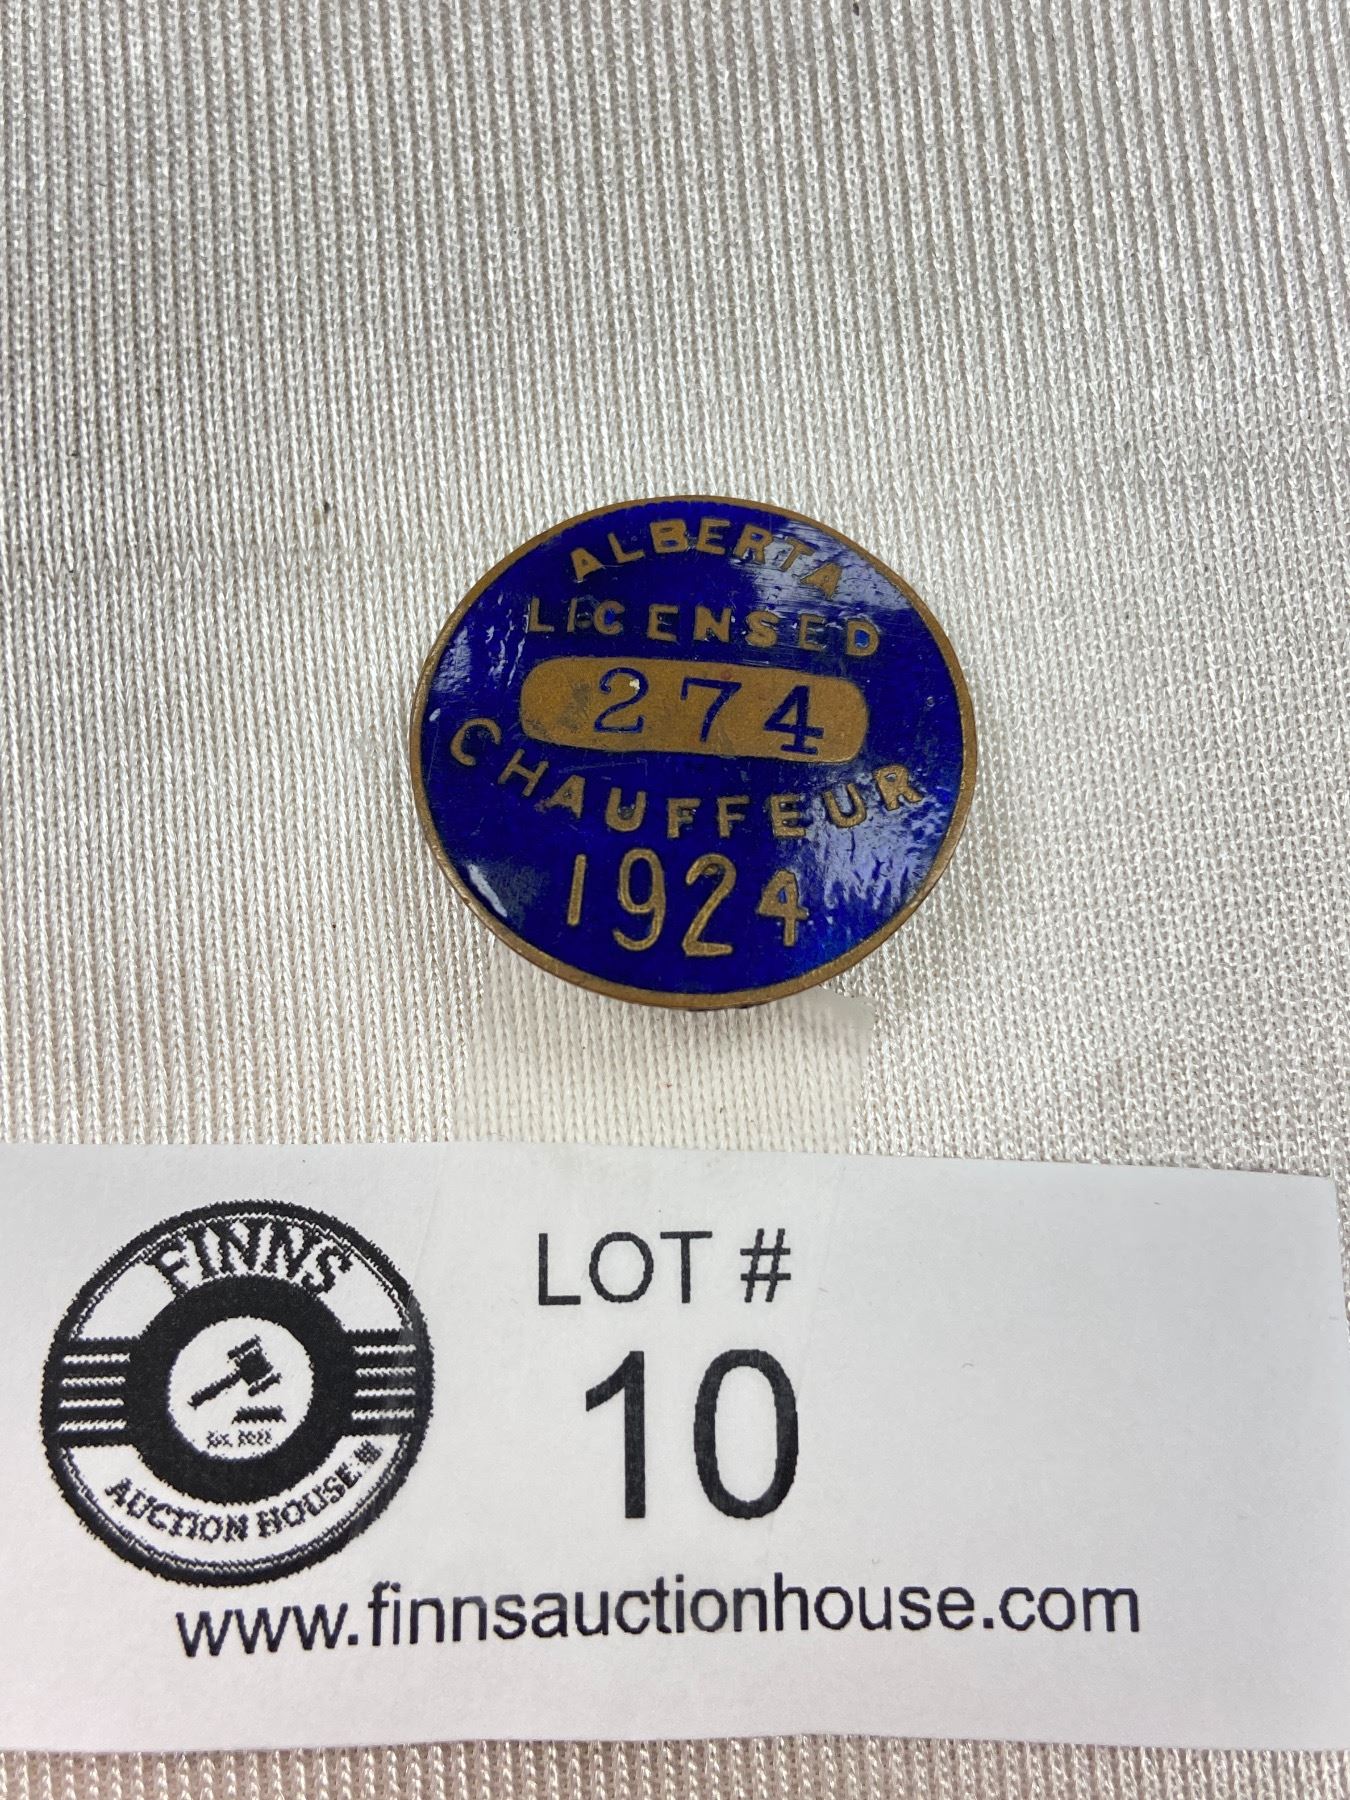 ALBERTA
LICENSED
274
CHAUFFEUR
1924
FINNS
AUCTION HOUSE
LOT #
10
www.finnsauctionhouse.com